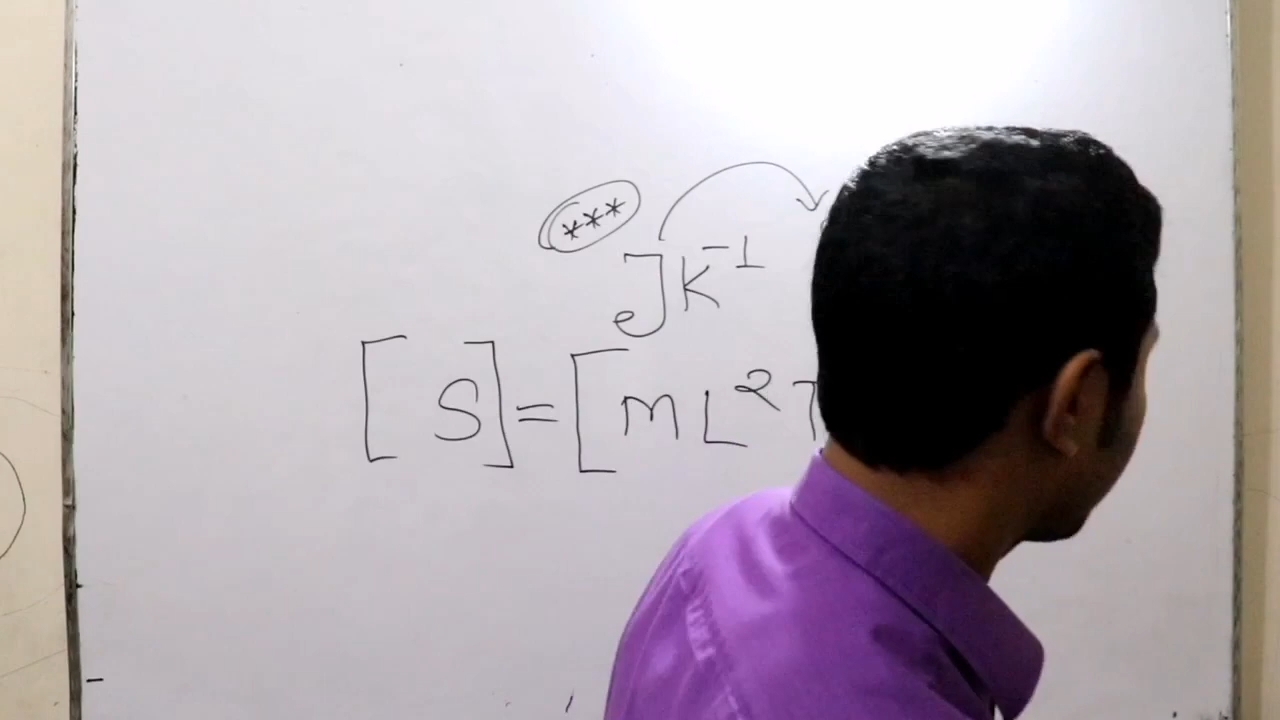 ***
JK⁻¹
[S] = [ML²T